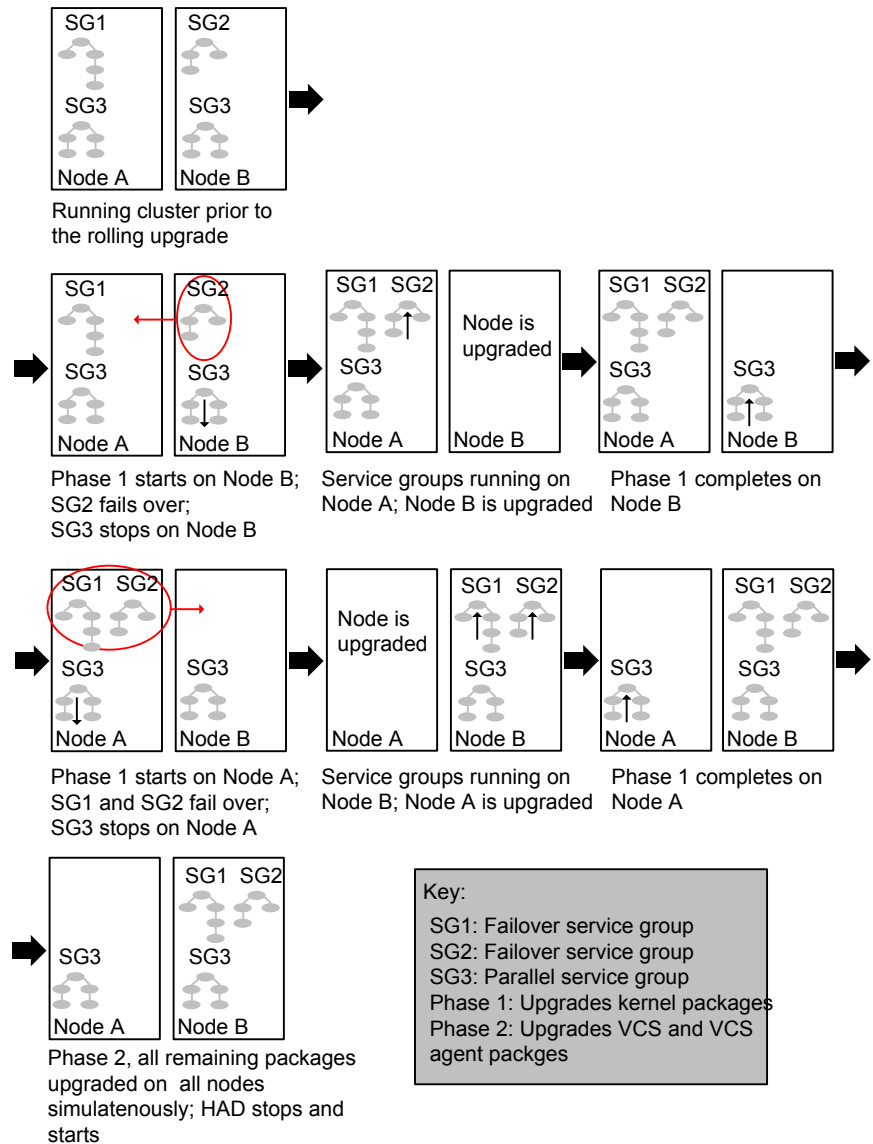 SG1
SG2
SG3
SG3
Node A
Node B
Running cluster prior to
the rolling upgrade
SG1
SG2
SG3
SG3
Node A
Node B
Phase 1 starts on Node B;
SG2 fails over;
SG3 stops on Node B
SG1 SG2
SG3
Node A
Node is
upgraded
Node B
Service groups running on
Node A; Node B is upgraded
SG1 SG2
SG3
SG3
Node A
Node B
Phase 1 completes on
Node B
SG1 SG2
SG3
SG3
Node A
Node B
Phase 1 starts on Node A;
SG1 and SG2 fail over;
SG3 stops on Node A
Node is
upgraded
Node A
SG1 SG2
SG3
Node B
Service groups running on
Node B; Node A is upgraded
SG3
Node A
SG1 SG2
SG3
Node B
Phase 1 completes on
Node A
SG3
Node A
SG1 SG2
SG3
Node B
Phase 2, all remaining packages
upgraded on all nodes
simulatenously; HAD stops and
starts
Key:
SG1: Failover service group
SG2: Failover service group
SG3: Parallel service group
Phase 1: Upgrades kernel packages
Phase 2: Upgrades VCS and VCS
agent packges